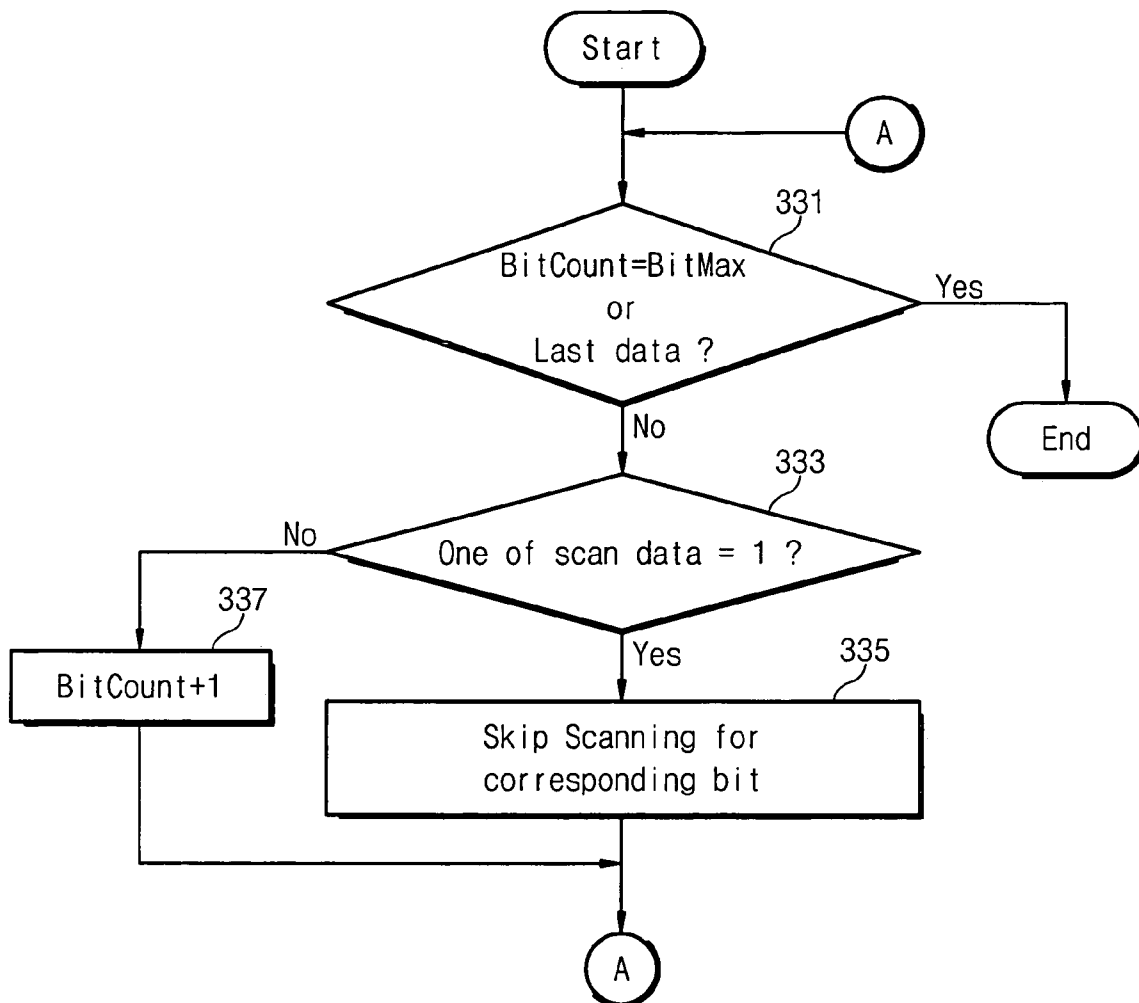 Start
A
331
BitCount=BitMax
or
Last data ?
Yes
End
No
333
One of scan data = 1 ?
No
337
BitCount+1
Yes
335
Skip Scanning for
corresponding bit
A